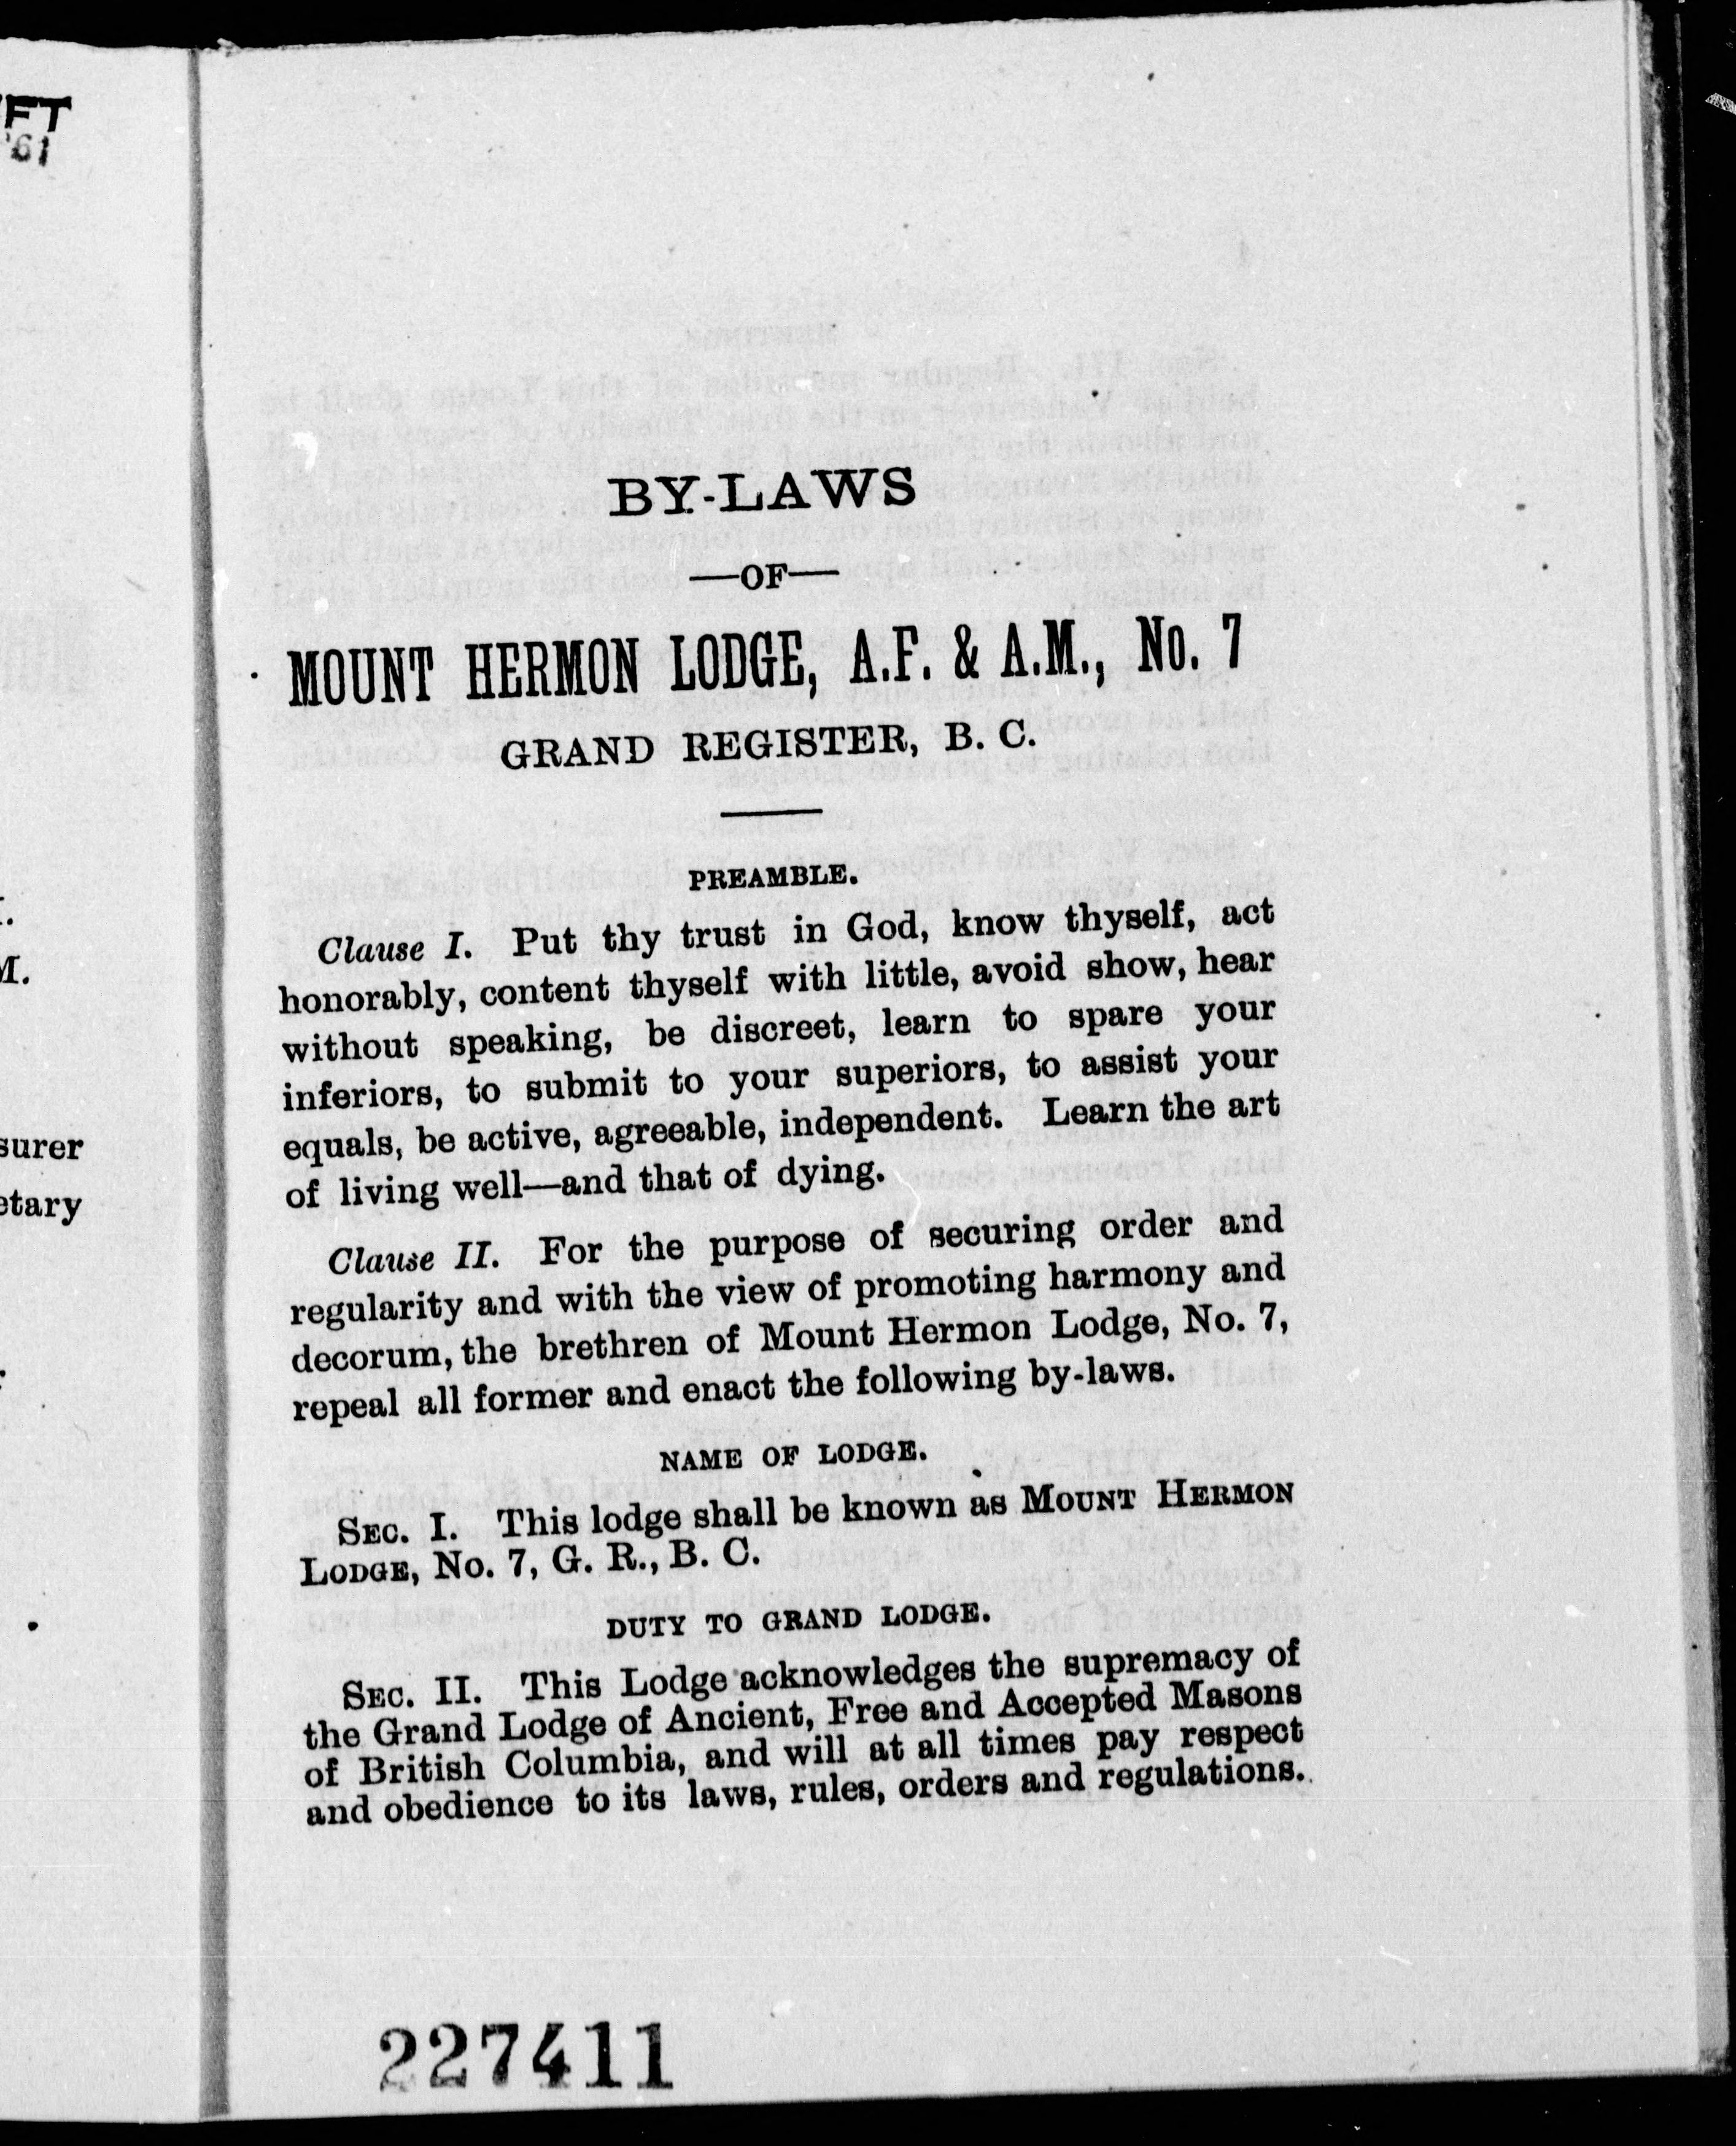 FT
'61
M.
surer
etary
BY-LAWS
—OF—
MOUNT HERMON LODGE, A.F. & A.M., No. 7
GRAND REGISTER, B. C.
PREAMBLE.
Clause I. Put thy trust in God, know thyself, act
honorably, content thyself with little, avoid show, hear
without speaking, be discreet, learn to spare your
inferiors, to submit to your superiors, to assist your
equals, be active, agreeable, independent. Learn the art
of living well—and that of dying.
Clause II. For the purpose of securing order and
regularity and with the view of promoting harmony and
decorum, the brethren of Mount Hermon Lodge, No. 7,
repeal all former and enact the following by-laws.
NAME OF LODGE.
SEC. I. This lodge shall be known as MOUNT HERMON
LODGE, No. 7, G. R., B. C.
DUTY TO GRAND LODGE.
SEC. II. This Lodge acknowledges the supremacy of
the Grand Lodge of Ancient, Free and Accepted Masons
of British Columbia, and will at all times pay respect
and obedience to its laws, rules, orders and regulations.
227411